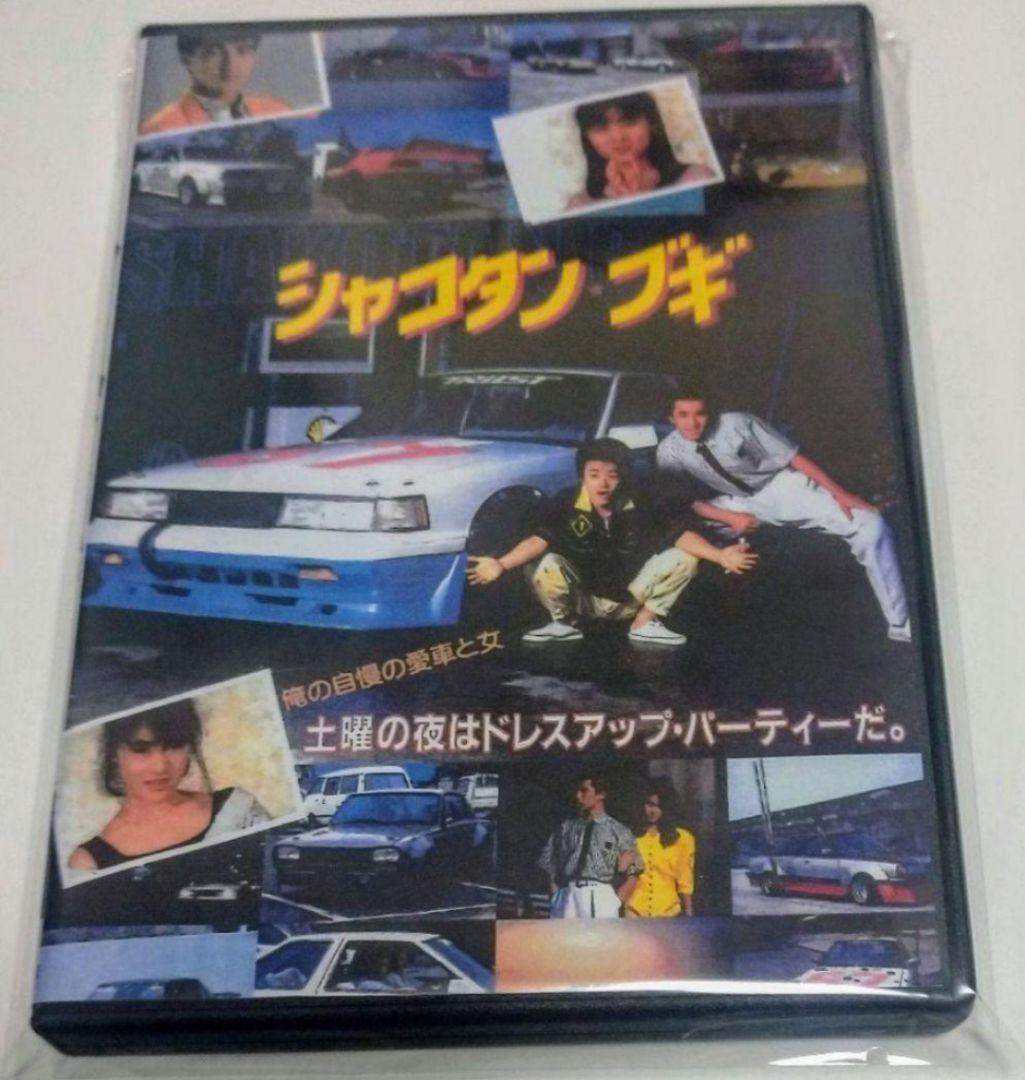 シャコタン・ブギ
TRUST
俺の自慢の愛車と女
土曜の夜はドレスアップ・パーティーだ。